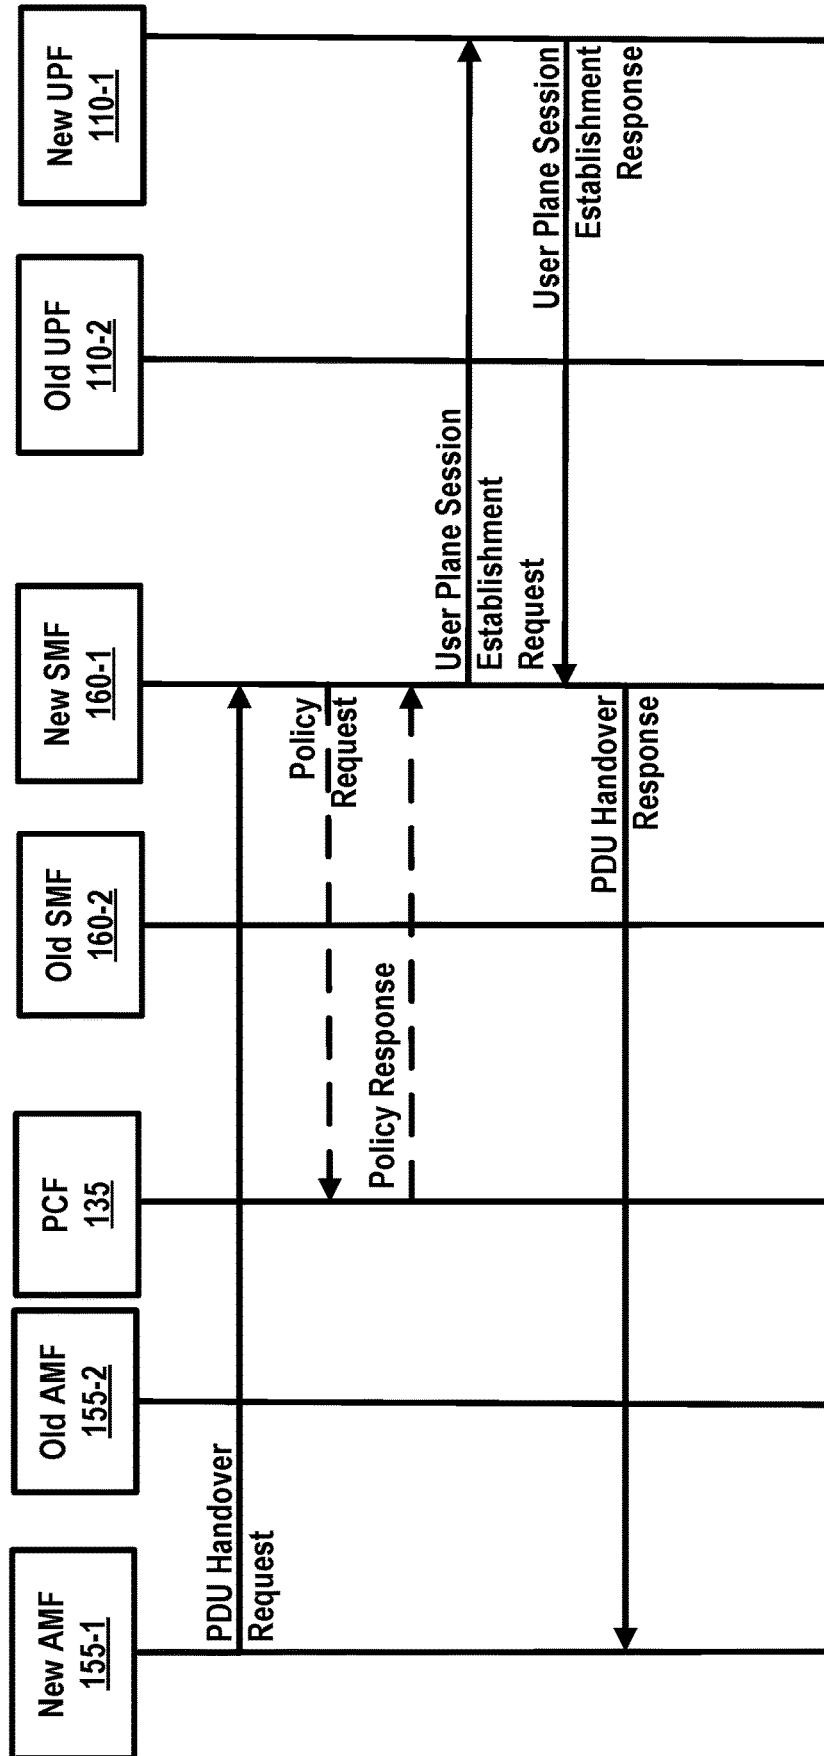 New AMF
155-1
Old AMF
155-2
PCF
135
Old SMF
160-2
New SMF
160-1
Old UPF
110-2
New UPF
110-1
PDU Handover
Request
Policy
Request
Policy Response
User Plane Session
Establishment
Request
User Plane Session
Establishment
Response
PDU Handover
Response